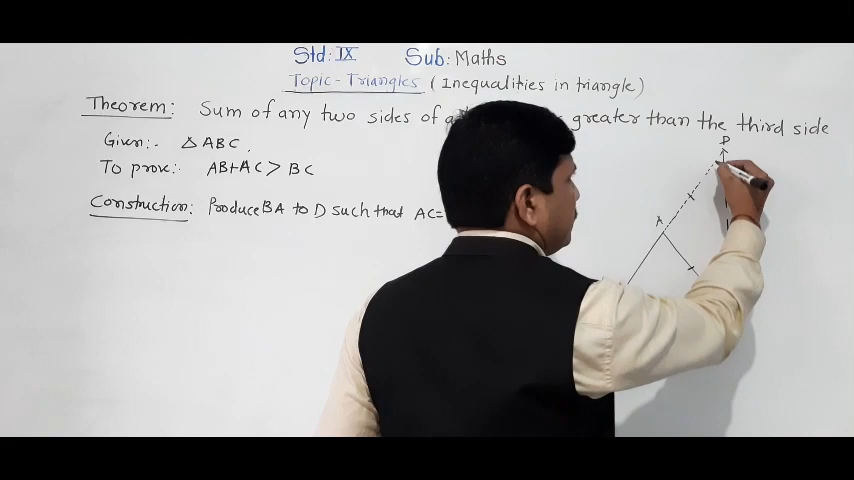 Std: IX Sub: Maths
Topic-Triangles (Inequalities in triangle)
Theorem: Sum of any two sides of greater than the third side
Given:- △ ABC.
To prove:- AB+AC > BC
Construction: Produce BA to D such that AC=
D
A